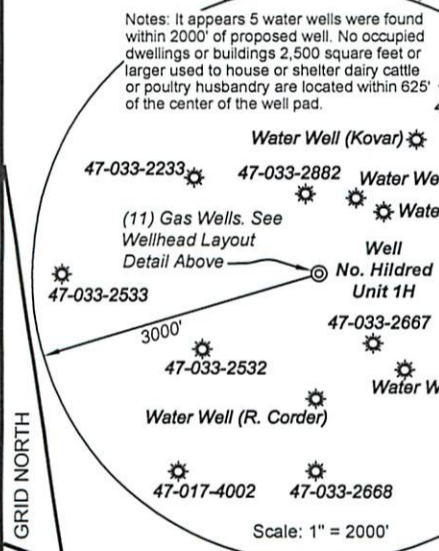 Notes: It appears 5 water wells were found
within 2000' of proposed well. No occupied
dwellings or buildings 2,500 square feet or
larger used to house or shelter dairy cattle
or poultry husbandry are located within 625'
of the center of the well pad.
Water Well (Kovar)
47-033-2233
47-033-2882
Water
(11) Gas Wells. See
Wellhead Layout
Detail Above
Well
No. Hildred
Unit 1H
47-033-2533
3000'
47-033-2667
47-033-2532
Water
Water Well (R. Corder)
47-017-4002
47-033-2668
GRID NORTH
Scale: 1" = 2000'